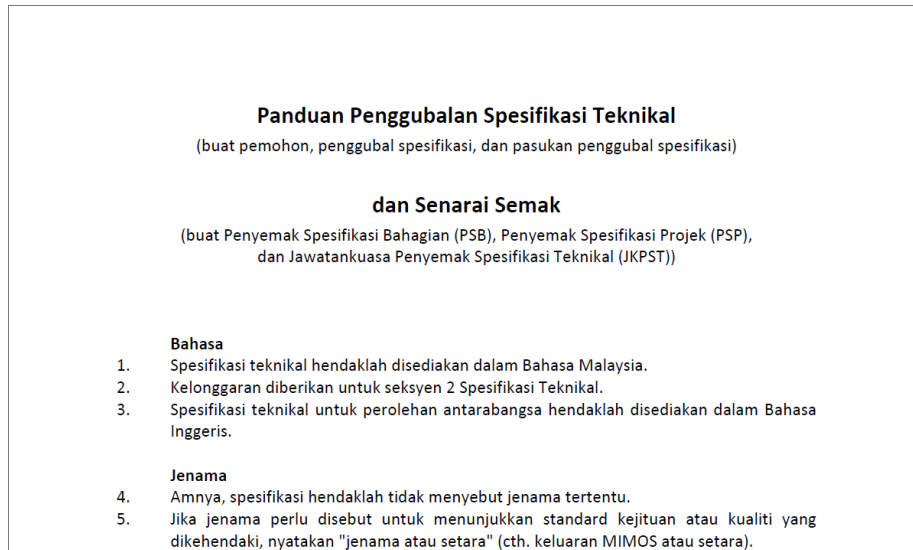 Panduan Penggubalan Spesifikasi Teknikal
(buat pemohon, penggubal spesifikasi, dan pasukan penggubal spesifikasi)
dan Senarai Semak
(buat Penyemak Spesifikasi Bahagian (PSB), Penyemak Spesifikasi Projek (PSP),
dan Jawatankuasa Penyemak Spesifikasi Teknikal (JKPST))
Bahasa
1. Spesifikasi teknikal hendaklah disediakan dalam Bahasa Malaysia.
2. Kelonggaran diberikan untuk seksyen 2 Spesifikasi Teknikal.
3. Spesifikasi teknikal untuk perolehan antarabangsa hendaklah disediakan dalam Bahasa
Inggeris.
Jenama
4. Amnya, spesifikasi hendaklah tidak menyebut jenama tertentu.
5. Jika jenama perlu disebut untuk menunjukkan standard kejituan atau kualiti yang
dikehendaki, nyatakan "jenama atau setara" (cth. keluaran MIMOS atau setara).